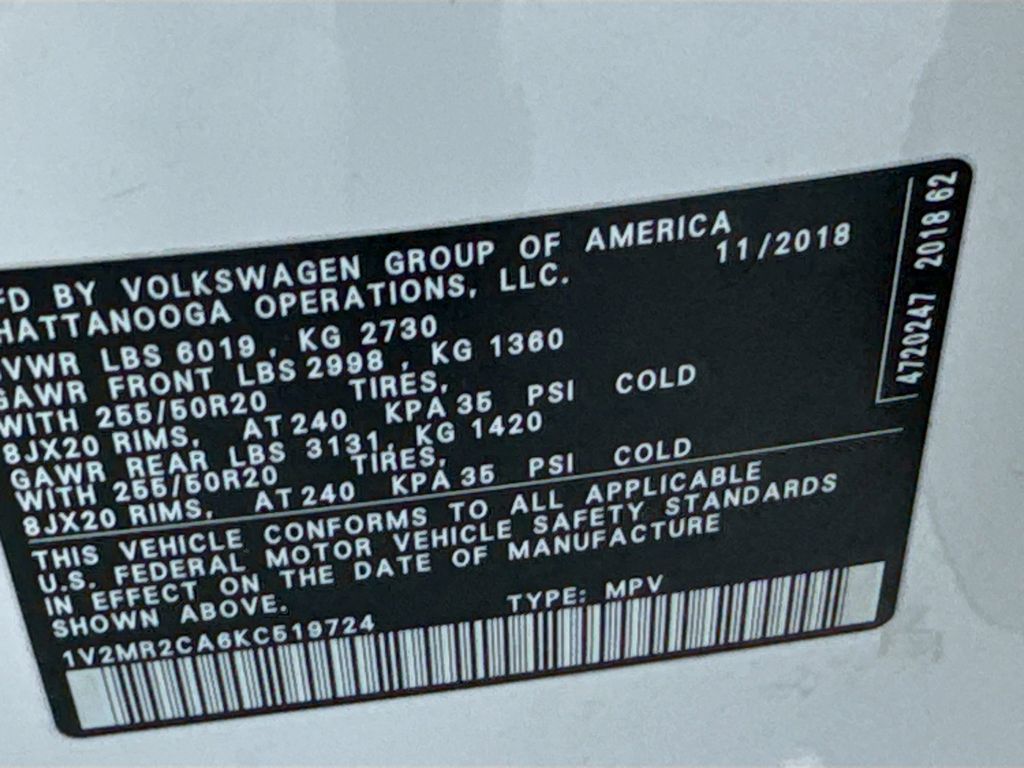 FD BY VOLKSWAGEN GROUP OF AMERICA
HATTANOOGA OPERATIONS, LLC. 11/2018
VWR LBS 6019 , KG 2730
GAWR FRONT LBS 2998 , KG 1360
WITH 255/50R20 TIRES,
8JX20 RIMS, AT 240 KPA 35 PSI COLD
GAWR REAR LBS 3131, KG 1420
WITH 255/50R20 TIRES,
8JX20 RIMS, AT 240 KPA 35 PSI COLD
THIS VEHICLE CONFORMS TO ALL APPLICABLE
U.S. FEDERAL MOTOR VEHICLE SAFETY STANDARDS
IN EFFECT ON THE DATE OF MANUFACTURE
SHOWN ABOVE.
1V2MR2CA6KC519724 TYPE: MPV
4720247 2018 62